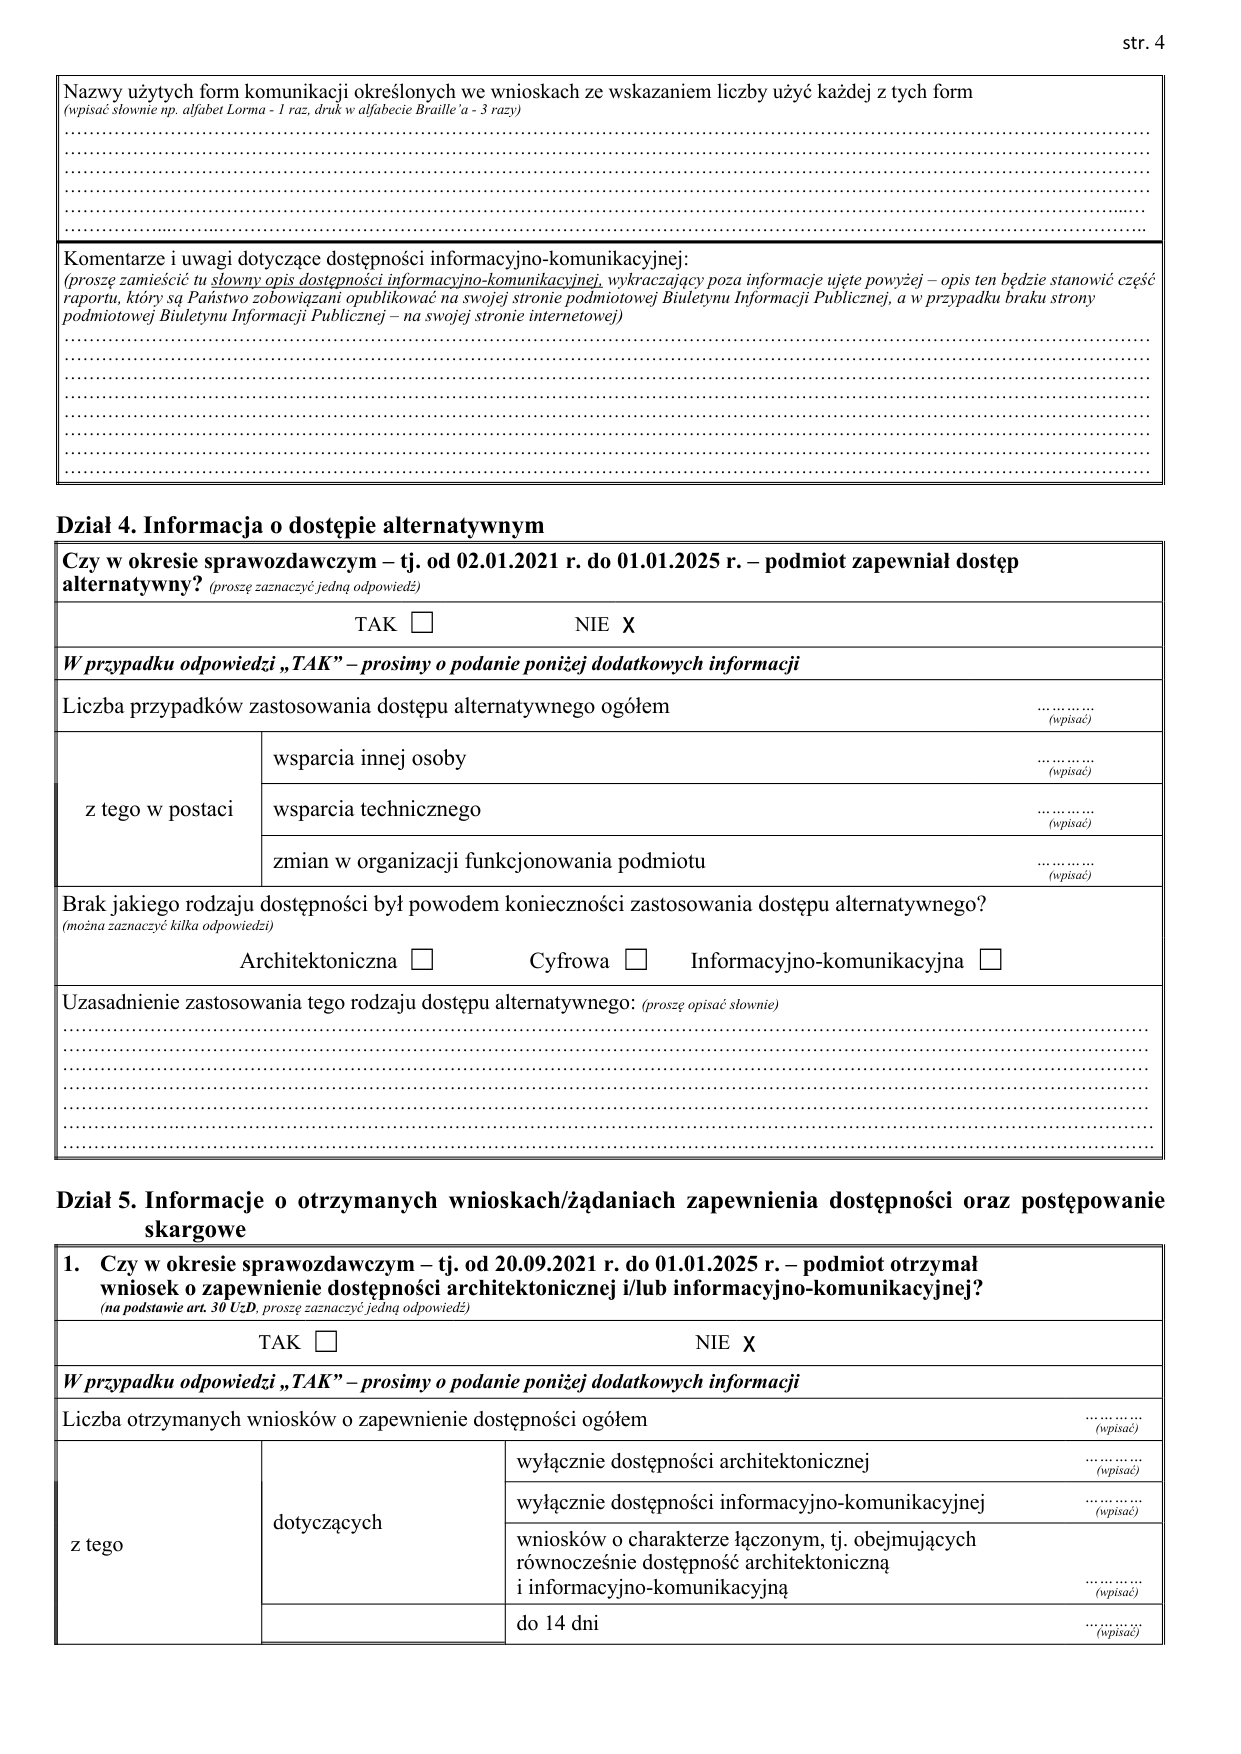 str. 4
Nazwy użytych form komunikacji określonych we wnioskach ze wskazaniem liczby użyć każdej z tych form
(wpisać słownie np. alfabet Lorma - 1 raz, druk w alfabecie Braille’a - 3 razy)
………………………………………………………………………………………………………………
………………………………………………………………………………………………………………
………………………………………………………………………………………………………………
………………………………………………………………………………………………………………
…………………………………………………………………………………………………………...…
……………...……...………………………………………………………………………………………..
Komentarze i uwagi dotyczące dostępności informacyjno-komunikacyjnej:
(proszę zamieścić tu słowny opis dostępności informacyjno-komunikacyjnej, wykraczający poza informacje ujęte powyżej – opis ten będzie stanowić część
raportu, który są Państwo zobowiązani opublikować na swojej stronie podmiotowej Biuletynu Informacji Publicznej, a w przypadku braku strony
podmiotowej Biuletynu Informacji Publicznej – na swojej stronie internetowej)
………………………………………………………………………………………………………………
………………………………………………………………………………………………………………
………………………………………………………………………………………………………………
………………………………………………………………………………………………………………
………………………………………………………………………………………………………………
………………………………………………………………………………………………………………
………………………………………………………………………………………………………………
………………………………………………………………………………………………………………
Dział 4. Informacja o dostępie alternatywnym
Czy w okresie sprawozdawczym – tj. od 02.01.2021 r. do 01.01.2025 r. – podmiot zapewniał dostęp
alternatywny? (proszę zaznaczyć jedną odpowiedź)
TAK ☐ NIE X
W przypadku odpowiedzi „TAK” – prosimy o podanie poniżej dodatkowych informacji
Liczba przypadków zastosowania dostępu alternatywnego ogółem …………
(wpisać)
wsparcia innej osoby …………
(wpisać)
z tego w postaci wsparcia technicznego …………
(wpisać)
zmian w organizacji funkcjonowania podmiotu …………
(wpisać)
Brak jakiego rodzaju dostępności był powodem konieczności zastosowania dostępu alternatywnego?
(można zaznaczyć kilka odpowiedzi)
Architektoniczna ☐ Cyfrowa ☐ Informacyjno-komunikacyjna ☐
Uzasadnienie zastosowania tego rodzaju dostępu alternatywnego: (proszę opisać słownie)
………………………………………………………………………………………………………………
………………………………………………………………………………………………………………
………………………………………………………………………………………………………………
………………………………………………………………………………………………………………
………………………………………………………………………………………………………………
……………….………………………………………………………………………………………………
……………………………………………………………………………………………………………….
Dział 5. Informacje o otrzymanych wnioskach/żądaniach zapewnienia dostępności oraz postępowanie
skargowe
1. Czy w okresie sprawozdawczym – tj. od 20.09.2021 r. do 01.01.2025 r. – podmiot otrzymał
wniosek o zapewnienie dostępności architektonicznej i/lub informacyjno-komunikacyjnej?
(na podstawie art. 30 UzD, proszę zaznaczyć jedną odpowiedź)
TAK ☐ NIE X
W przypadku odpowiedzi „TAK” – prosimy o podanie poniżej dodatkowych informacji
Liczba otrzymanych wniosków o zapewnienie dostępności ogółem …………
(wpisać)
wyłącznie dostępności architektonicznej …………
(wpisać)
wyłącznie dostępności informacyjno-komunikacyjnej …………
(wpisać)
dotyczących
z tego
wniosków o charakterze łączonym, tj. obejmujących
równocześnie dostępność architektoniczną
i informacyjno-komunikacyjną …………
(wpisać)
do 14 dni …………
(wpisać)